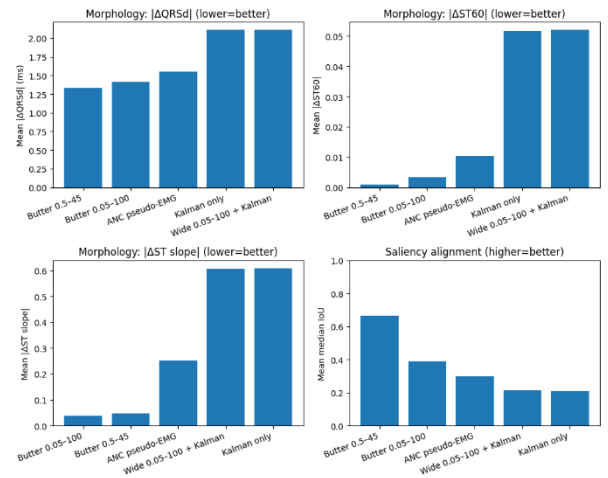 Morphology: |ΔQRSd| (lower=better)
Mean |ΔQRSd| (ms)
2.00
1.75
1.50
1.25
1.00
0.75
0.50
0.25
0.00
Butter 0.5–45
Butter 0.05–100
ANC pseudo-EMG
Kalman only
Wide 0.05–100 + Kalman
Morphology: |ΔST60| (lower=better)
Mean |ΔST60|
0.05
0.04
0.03
0.02
0.01
0.00
Butter 0.5–45
Butter 0.05–100
ANC pseudo-EMG
Kalman only
Wide 0.05–100 + Kalman
Morphology: |ΔST slope| (lower=better)
Mean |ΔST slope|
0.6
0.5
0.4
0.3
0.2
0.1
0.0
Butter 0.05–100
Butter 0.5–45
ANC pseudo-EMG
Wide 0.05–100 + Kalman
Kalman only
Saliency alignment (higher=better)
Mean median IoU
1.0
0.8
0.6
0.4
0.2
0.0
Butter 0.5–45
Butter 0.05–100
ANC pseudo-EMG
Wide 0.05–100 + Kalman
Kalman only